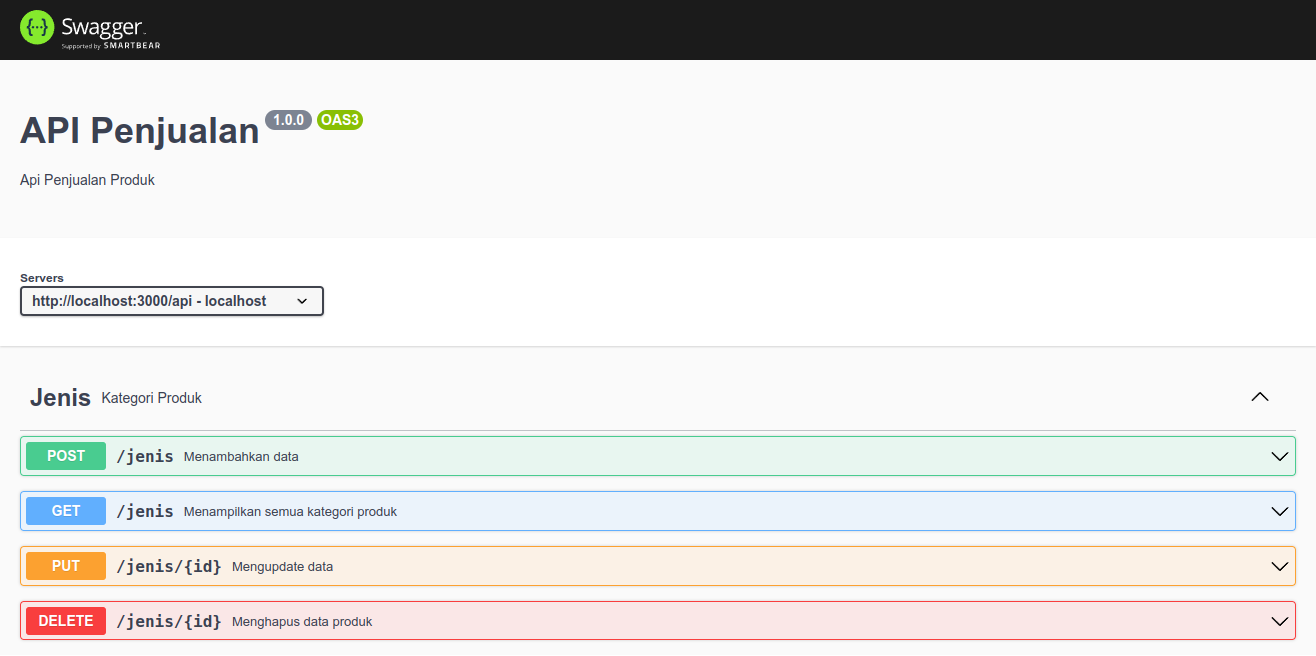 {···} Swagger
Supported by SMARTBEAR
API Penjualan 1.0.0 OAS3
Api Penjualan Produk
Servers
http://localhost:3000/api - localhost
Jenis Kategori Produk
POST /jenis Menambahkan data
GET /jenis Menampilkan semua kategori produk
PUT /jenis/{id} Mengupdate data
DELETE /jenis/{id} Menghapus data produk